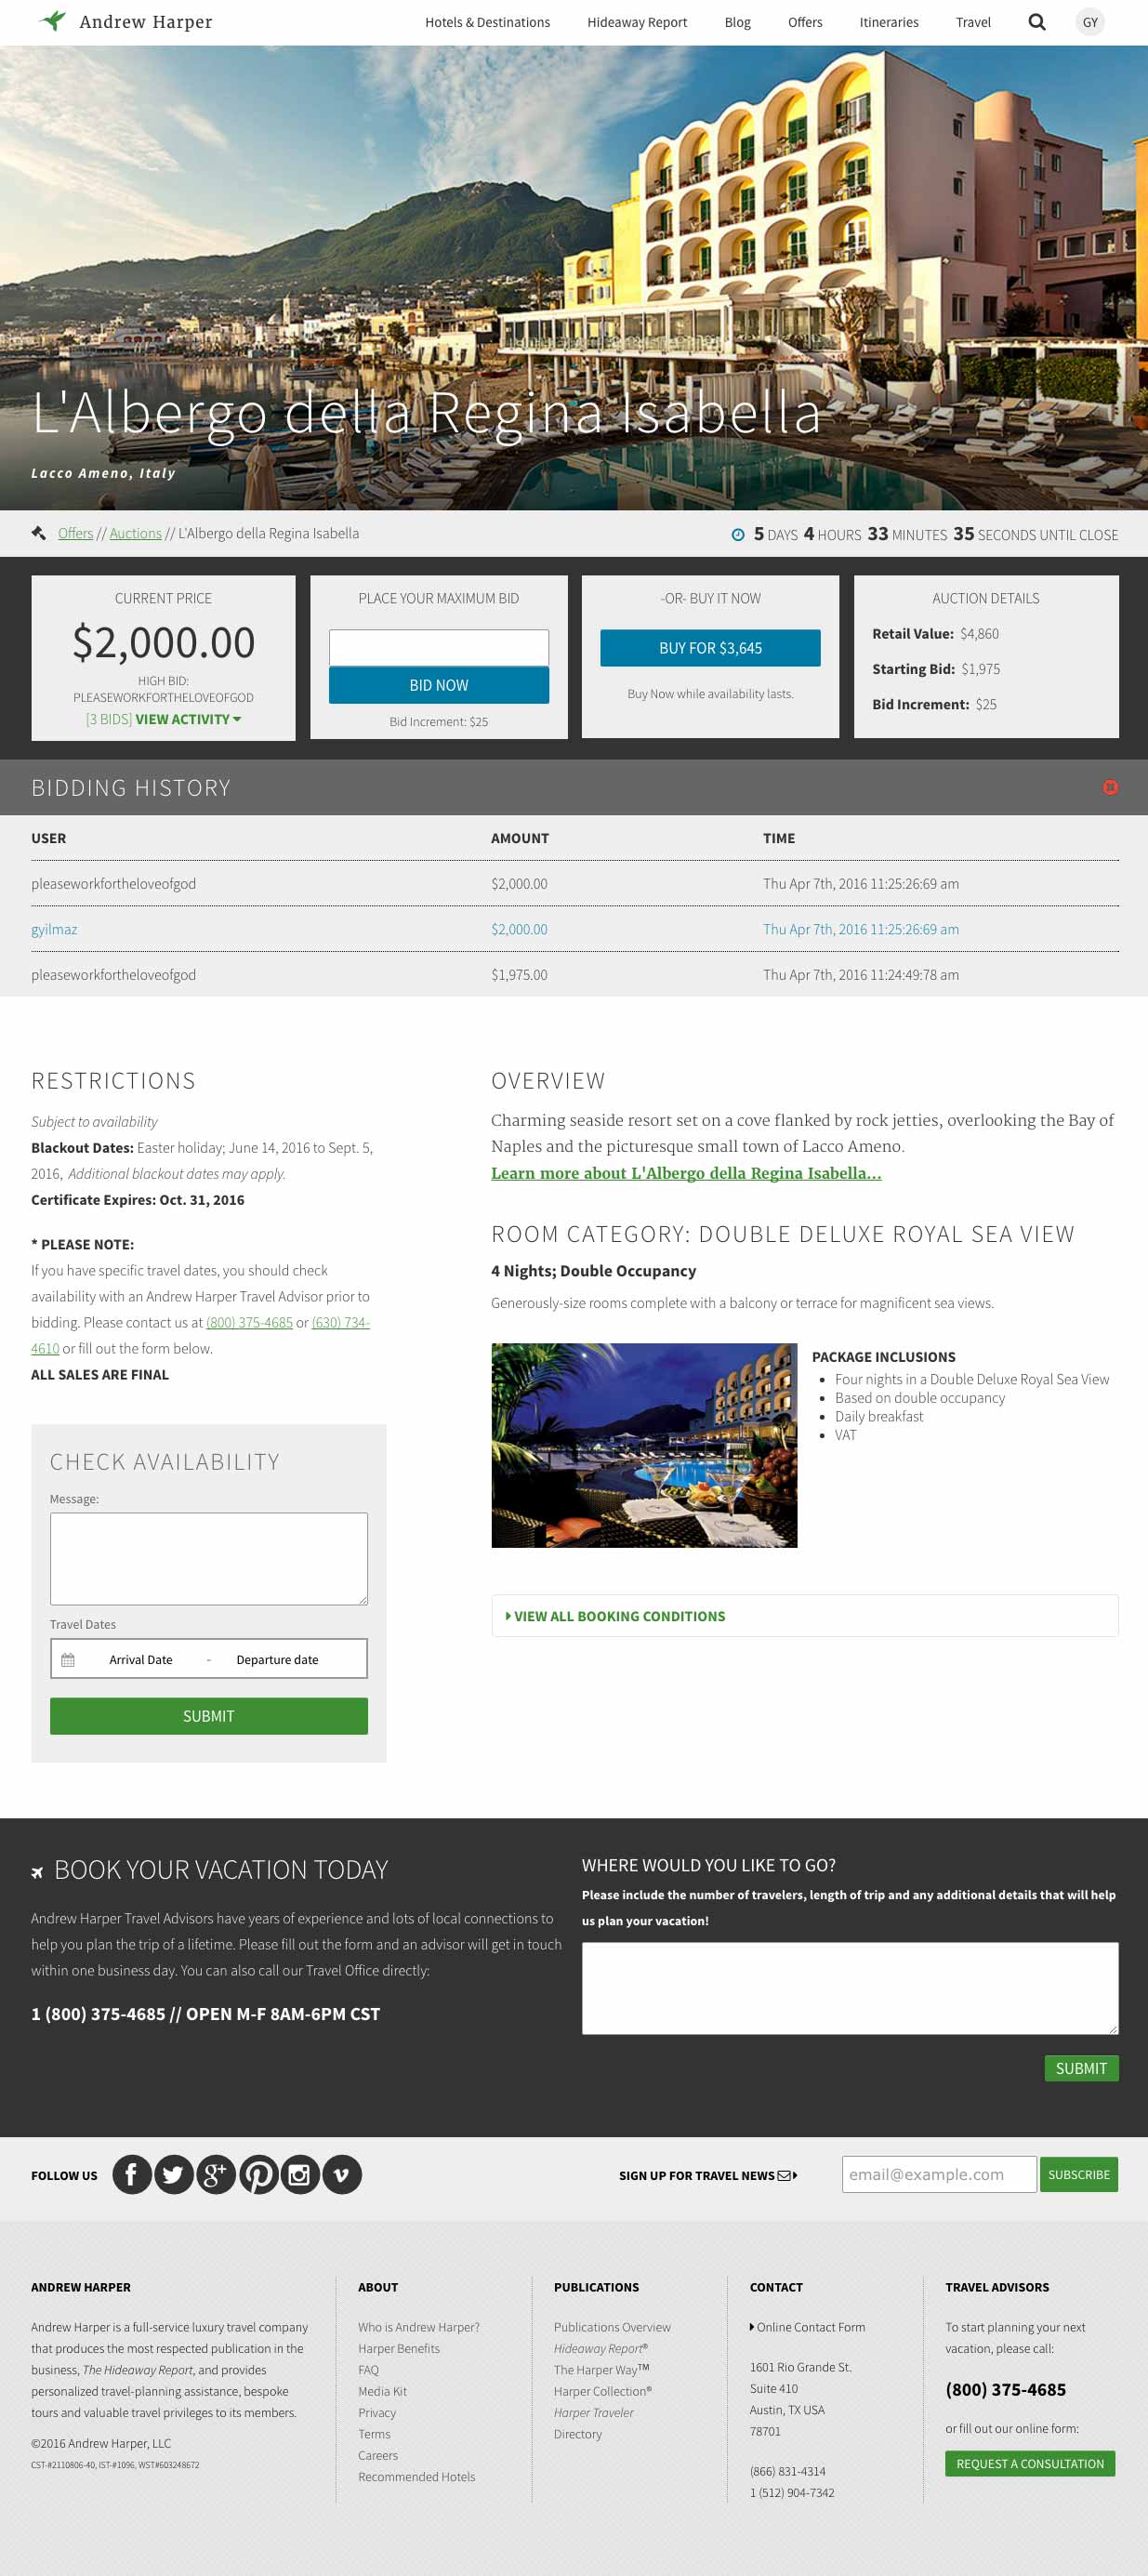 Andrew Harper
Hotels & Destinations
Hideaway Report
Blog
Offers
Itineraries
Travel
GY
L'Albergo della Regina Isabella
Lacco Ameno, Italy
Offers // Auctions // L'Albergo della Regina Isabella
5 DAYS 4 HOURS 33 MINUTES 35 SECONDS UNTIL CLOSE
CURRENT PRICE
$2,000.00
HIGH BID:
PLEASEWORKFORTHELOVEOFGOD
[3 BIDS] VIEW ACTIVITY
PLACE YOUR MAXIMUM BID
BID NOW
Bid Increment: $25
-OR- BUY IT NOW
BUY FOR $3,645
Buy Now while availability lasts.
AUCTION DETAILS
Retail Value: $4,860
Starting Bid: $1,975
Bid Increment: $25
BIDDING HISTORY
USER AMOUNT TIME
pleaseworkfortheloveofgod $2,000.00 Thu Apr 7th, 2016 11:25:26:69 am
gyilmaz $2,000.00 Thu Apr 7th, 2016 11:25:26:69 am
pleaseworkfortheloveofgod $1,975.00 Thu Apr 7th, 2016 11:24:49:78 am
RESTRICTIONS
Subject to availability
Blackout Dates: Easter holiday; June 14, 2016 to Sept. 5,
2016, Additional blackout dates may apply.
Certificate Expires: Oct. 31, 2016
* PLEASE NOTE:
If you have specific travel dates, you should check
availability with an Andrew Harper Travel Advisor prior to
bidding. Please contact us at (800) 375-4685 or (630) 734-
4610 or fill out the form below.
ALL SALES ARE FINAL
CHECK AVAILABILITY
Message:
Travel Dates
Arrival Date - Departure date
SUBMIT
OVERVIEW
Charming seaside resort set on a cove flanked by rock jetties, overlooking the Bay of
Naples and the picturesque small town of Lacco Ameno.
Learn more about L'Albergo della Regina Isabella...
ROOM CATEGORY: DOUBLE DELUXE ROYAL SEA VIEW
4 Nights; Double Occupancy
Generously-size rooms complete with a balcony or terrace for magnificent sea views.
PACKAGE INCLUSIONS
• Four nights in a Double Deluxe Royal Sea View
• Based on double occupancy
• Daily breakfast
• VAT
VIEW ALL BOOKING CONDITIONS
BOOK YOUR VACATION TODAY
Andrew Harper Travel Advisors have years of experience and lots of local connections to
help you plan the trip of a lifetime. Please fill out the form and an advisor will get in touch
within one business day. You can also call our Travel Office directly:
1 (800) 375-4685 // OPEN M-F 8AM-6PM CST
WHERE WOULD YOU LIKE TO GO?
Please include the number of travelers, length of trip and any additional details that will help
us plan your vacation!
SUBMIT
FOLLOW US
SIGN UP FOR TRAVEL NEWS
email@example.com
SUBSCRIBE
ANDREW HARPER
Andrew Harper is a full-service luxury travel company
that produces the most respected publication in the
business, The Hideaway Report, and provides
personalized travel-planning assistance, bespoke
tours and valuable travel privileges to its members.
©2016 Andrew Harper, LLC
CST-#2110806-40, IST-#1096, WST#603248672
ABOUT
Who is Andrew Harper?
Harper Benefits
FAQ
Media Kit
Privacy
Terms
Careers
Recommended Hotels
PUBLICATIONS
Publications Overview
Hideaway Report®
The Harper Way™
Harper Collection®
Harper Traveler
Directory
CONTACT
Online Contact Form
1601 Rio Grande St.
Suite 410
Austin, TX USA
78701
(866) 831-4314
1 (512) 904-7342
TRAVEL ADVISORS
To start planning your next
vacation, please call:
(800) 375-4685
or fill out our online form:
REQUEST A CONSULTATION